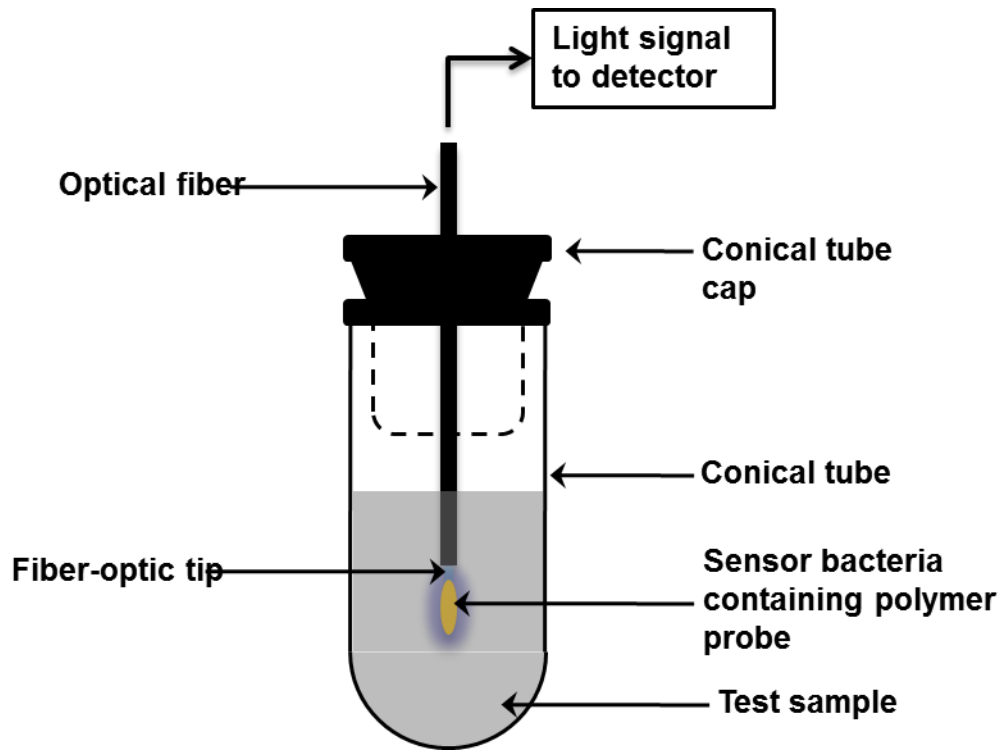 Light signal
to detector
Optical fiber
Conical tube
cap
Conical tube
Fiber-optic tip
Sensor bacteria
containing polymer
probe
Test sample